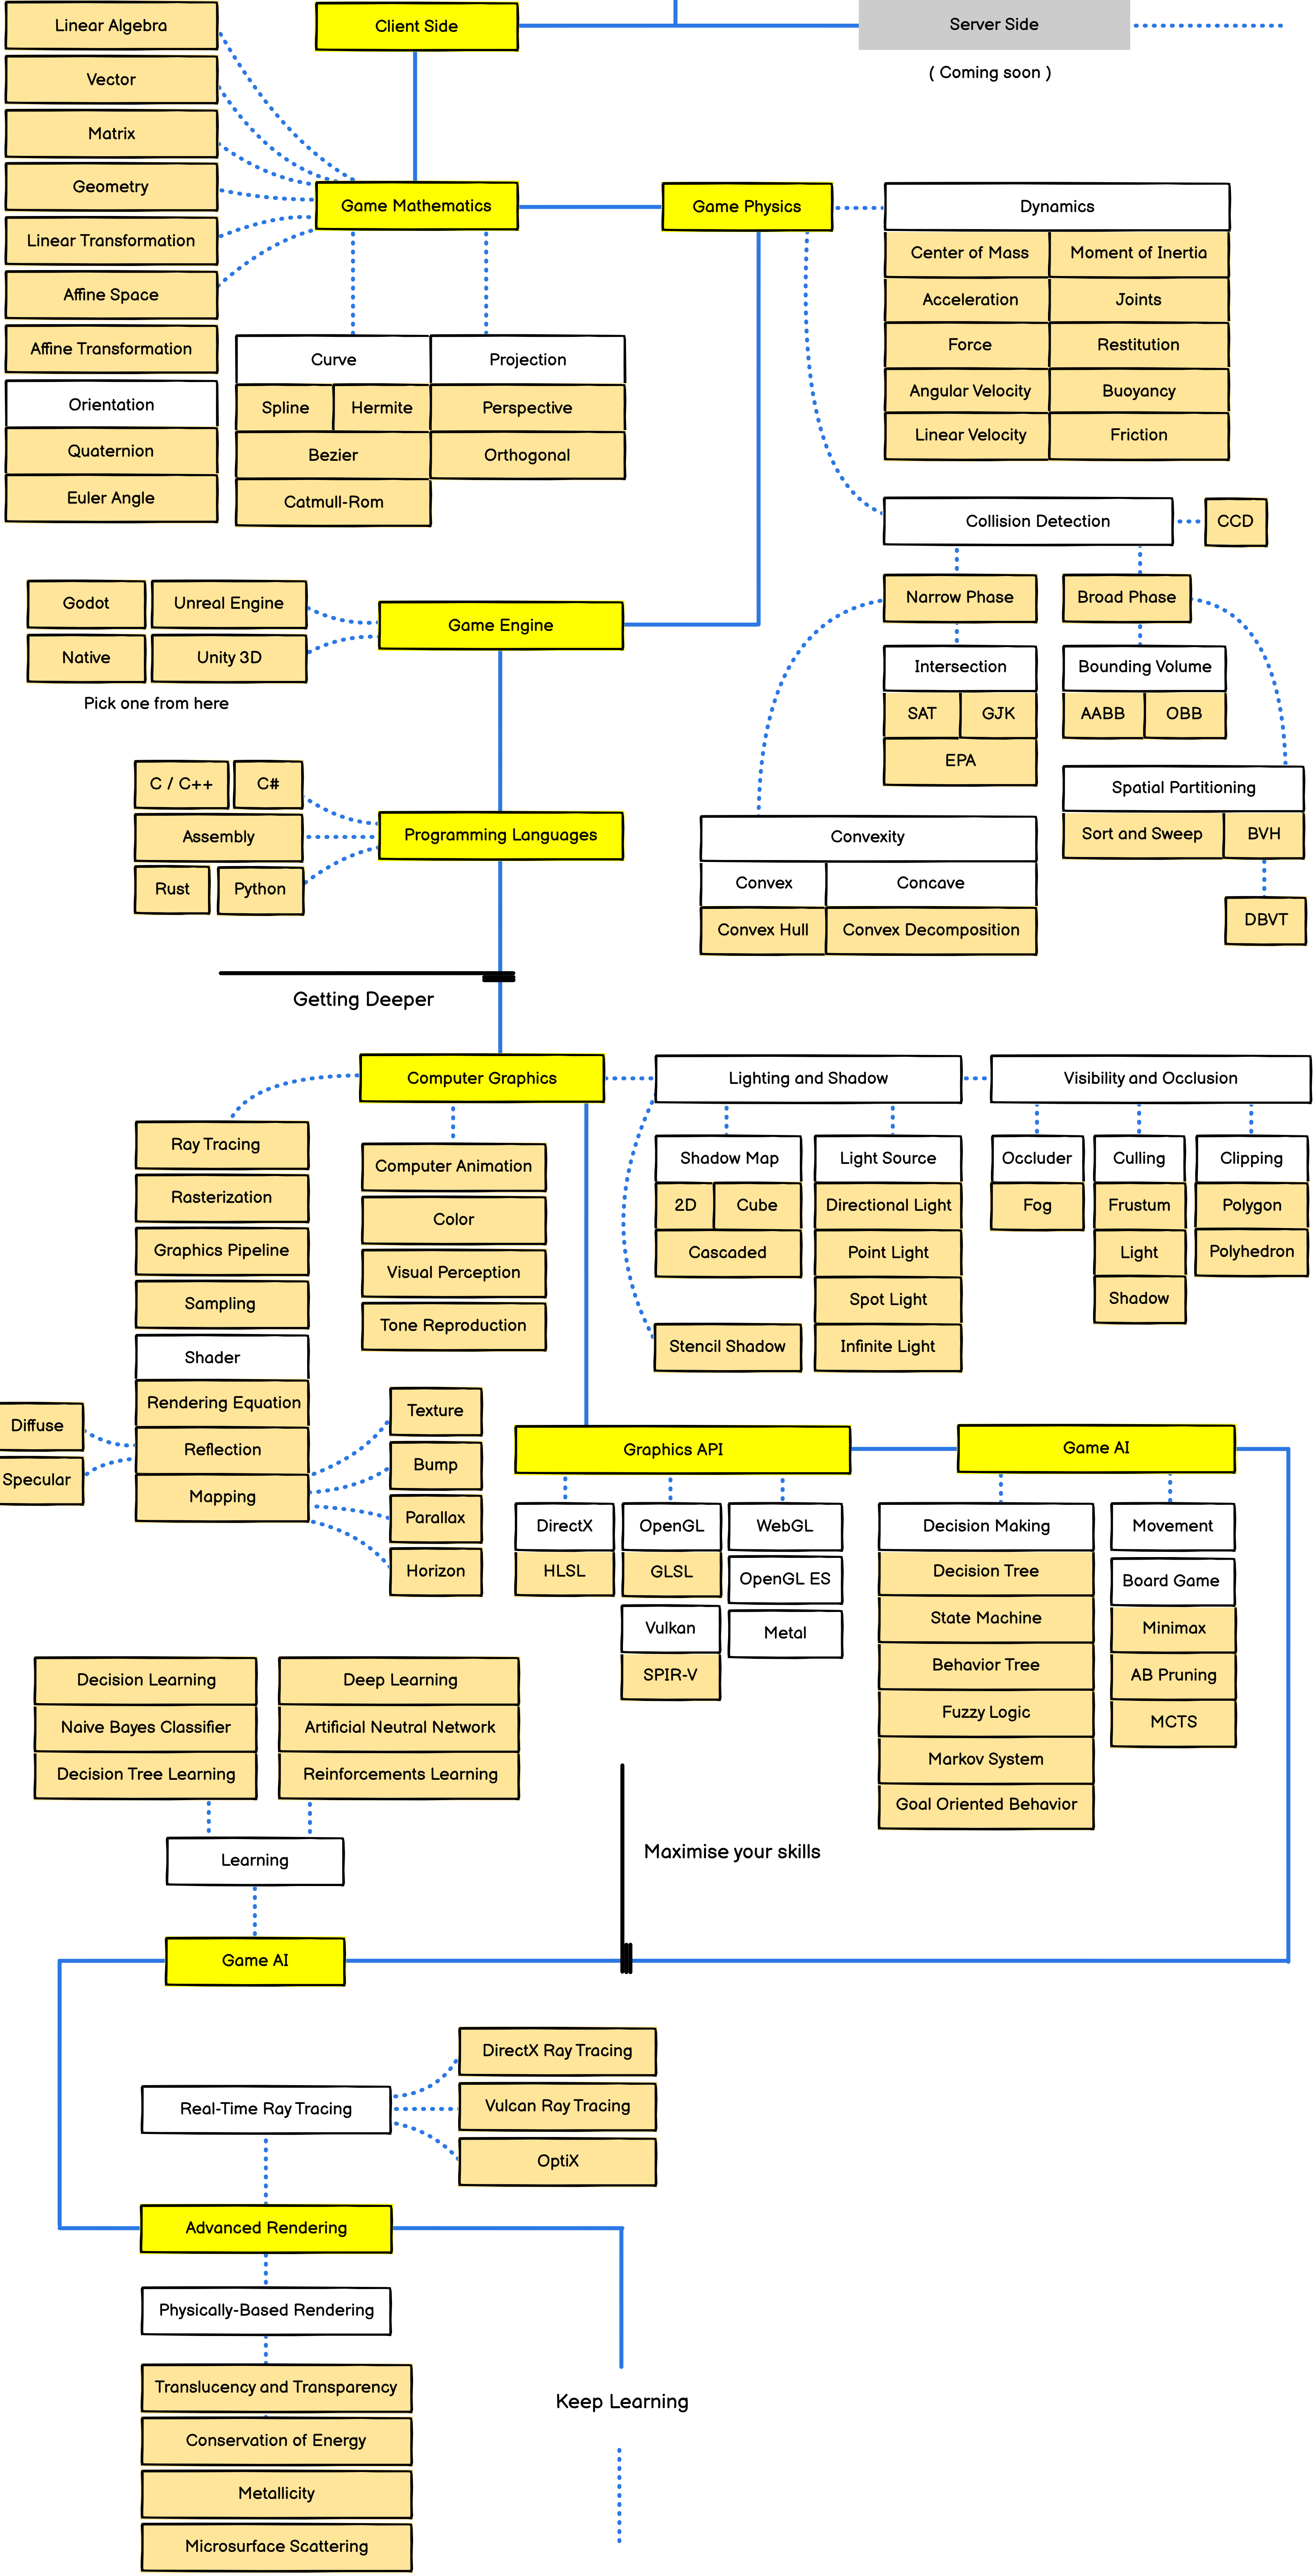 Client Side
Server Side
( Coming soon )
Linear Algebra
Vector
Matrix
Geometry
Linear Transformation
Affine Space
Affine Transformation
Orientation
Quaternion
Euler Angle
Game Mathematics
Curve
Spline
Hermite
Bezier
Catmull-Rom
Projection
Perspective
Orthogonal
Game Physics
Dynamics
Center of Mass
Moment of Inertia
Acceleration
Joints
Force
Restitution
Angular Velocity
Buoyancy
Linear Velocity
Friction
Collision Detection
CCD
Narrow Phase
Broad Phase
Intersection
SAT
GJK
EPA
Bounding Volume
AABB
OBB
Spatial Partitioning
Sort and Sweep
BVH
DBVT
Convexity
Convex
Concave
Convex Hull
Convex Decomposition
Godot
Unreal Engine
Native
Unity 3D
Pick one from here
Game Engine
C / C++
C#
Assembly
Rust
Python
Programming Languages
Getting Deeper
Computer Graphics
Ray Tracing
Rasterization
Graphics Pipeline
Sampling
Shader
Rendering Equation
Reflection
Mapping
Diffuse
Specular
Computer Animation
Color
Visual Perception
Tone Reproduction
Texture
Bump
Parallax
Horizon
Lighting and Shadow
Shadow Map
2D
Cube
Cascaded
Stencil Shadow
Light Source
Directional Light
Point Light
Spot Light
Infinite Light
Visibility and Occlusion
Occluder
Fog
Culling
Frustum
Light
Shadow
Clipping
Polygon
Polyhedron
Graphics API
DirectX
HLSL
OpenGL
GLSL
Vulkan
SPIR-V
WebGL
OpenGL ES
Metal
Game AI
Decision Making
Decision Tree
State Machine
Behavior Tree
Fuzzy Logic
Markov System
Goal Oriented Behavior
Movement
Board Game
Minimax
AB Pruning
MCTS
Decision Learning
Naive Bayes Classifier
Decision Tree Learning
Deep Learning
Artificial Neutral Network
Reinforcements Learning
Learning
Maximise your skills
Game AI
Real-Time Ray Tracing
DirectX Ray Tracing
Vulcan Ray Tracing
OptiX
Advanced Rendering
Physically-Based Rendering
Translucency and Transparency
Conservation of Energy
Metallicity
Microsurface Scattering
Keep Learning